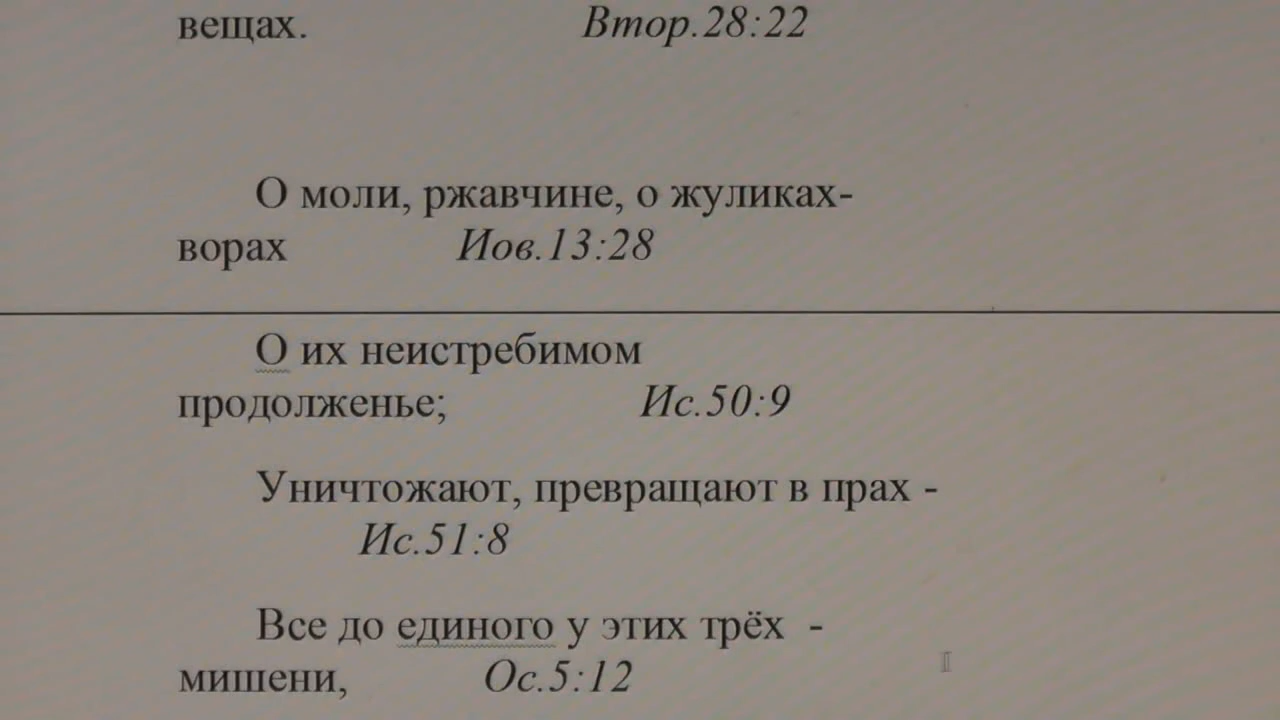 вещах. Втор.28:22
О моли, ржавчине, о жуликах-
ворах Иов.13:28
О их неистребимом
продолженье; Ис.50:9
Уничтожают, превращают в прах -
Ис.51:8
Все до единого у этих трёх -
мишени, Ос.5:12